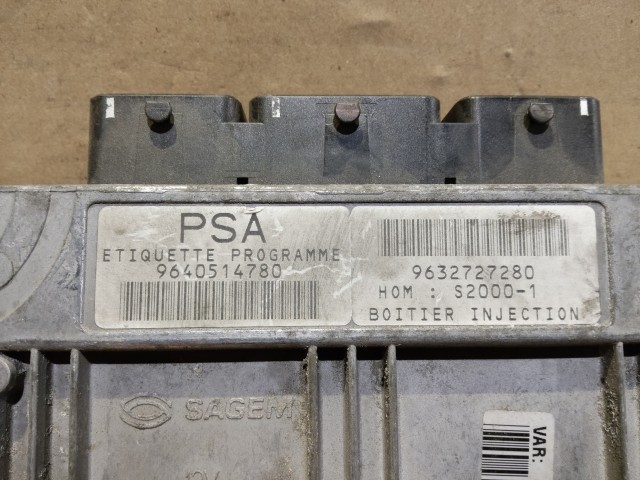 PSA
ETIQUETTE PROGRAMME
9640514780
9632727280
HOM : S2000-1
BOITIER INJECTION
SAGEM
VAR: